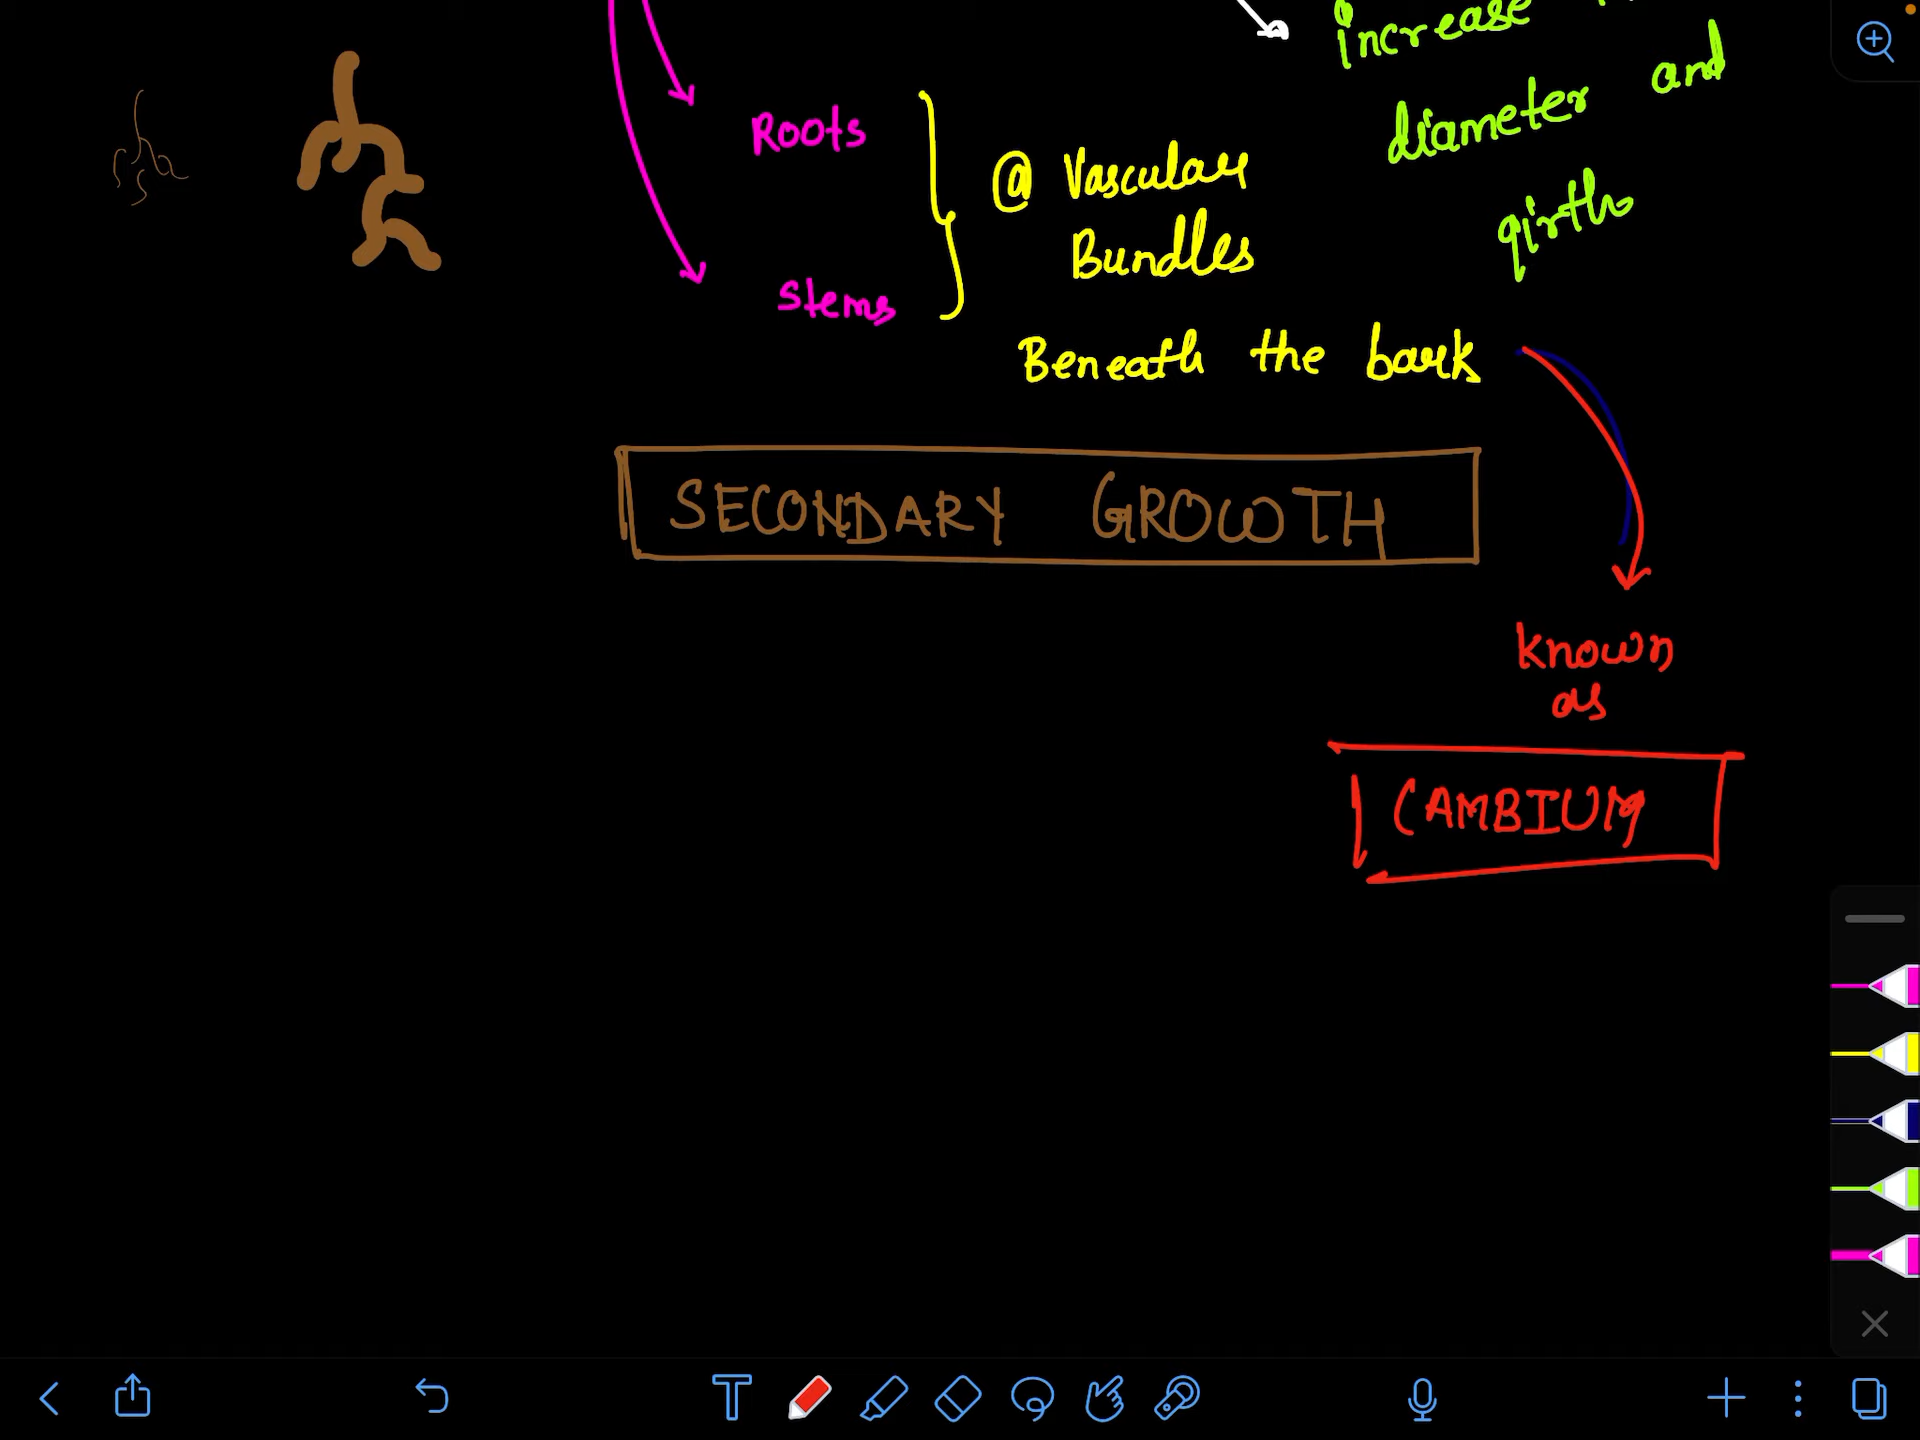 increase
diameter and
girth
Roots
@ Vascular
Bundles
Stems
Beneath the bark
SECONDARY GROWTH
known
as
CAMBIUM